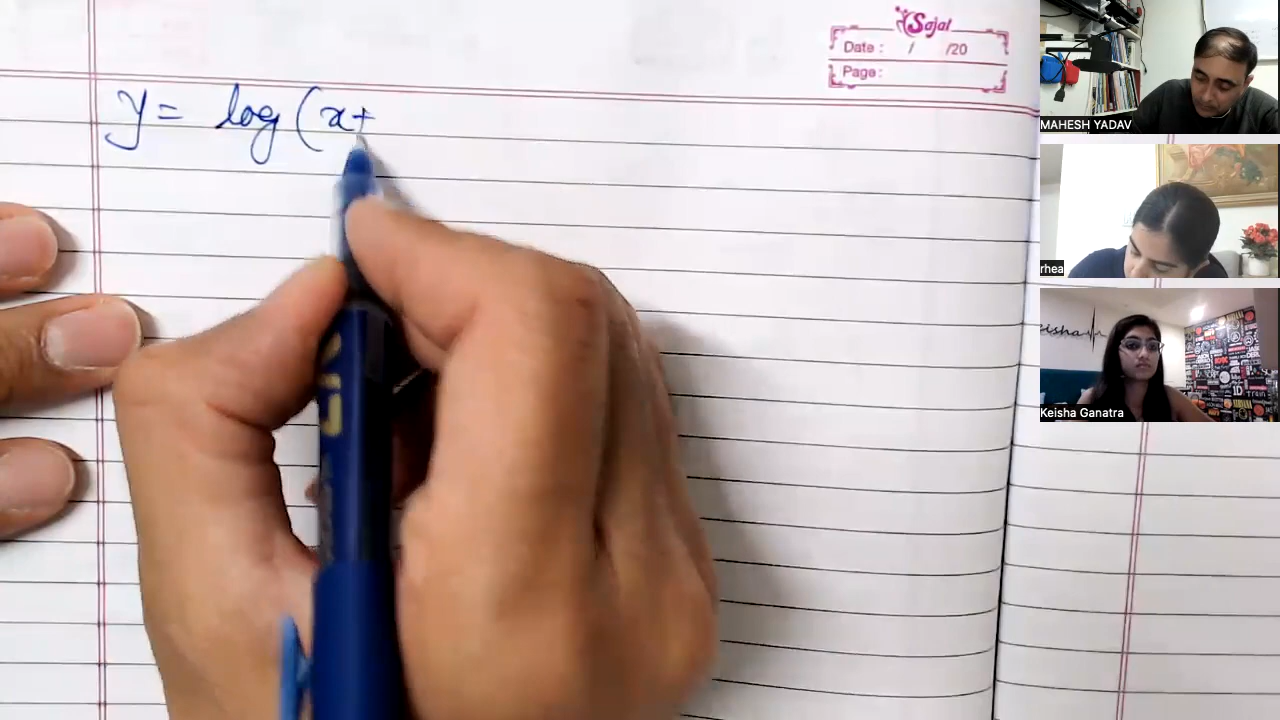 Sajal
Date : / /20
Page :
y = log (x+
MAHESH YADAV
rhea
Keisha Ganatra